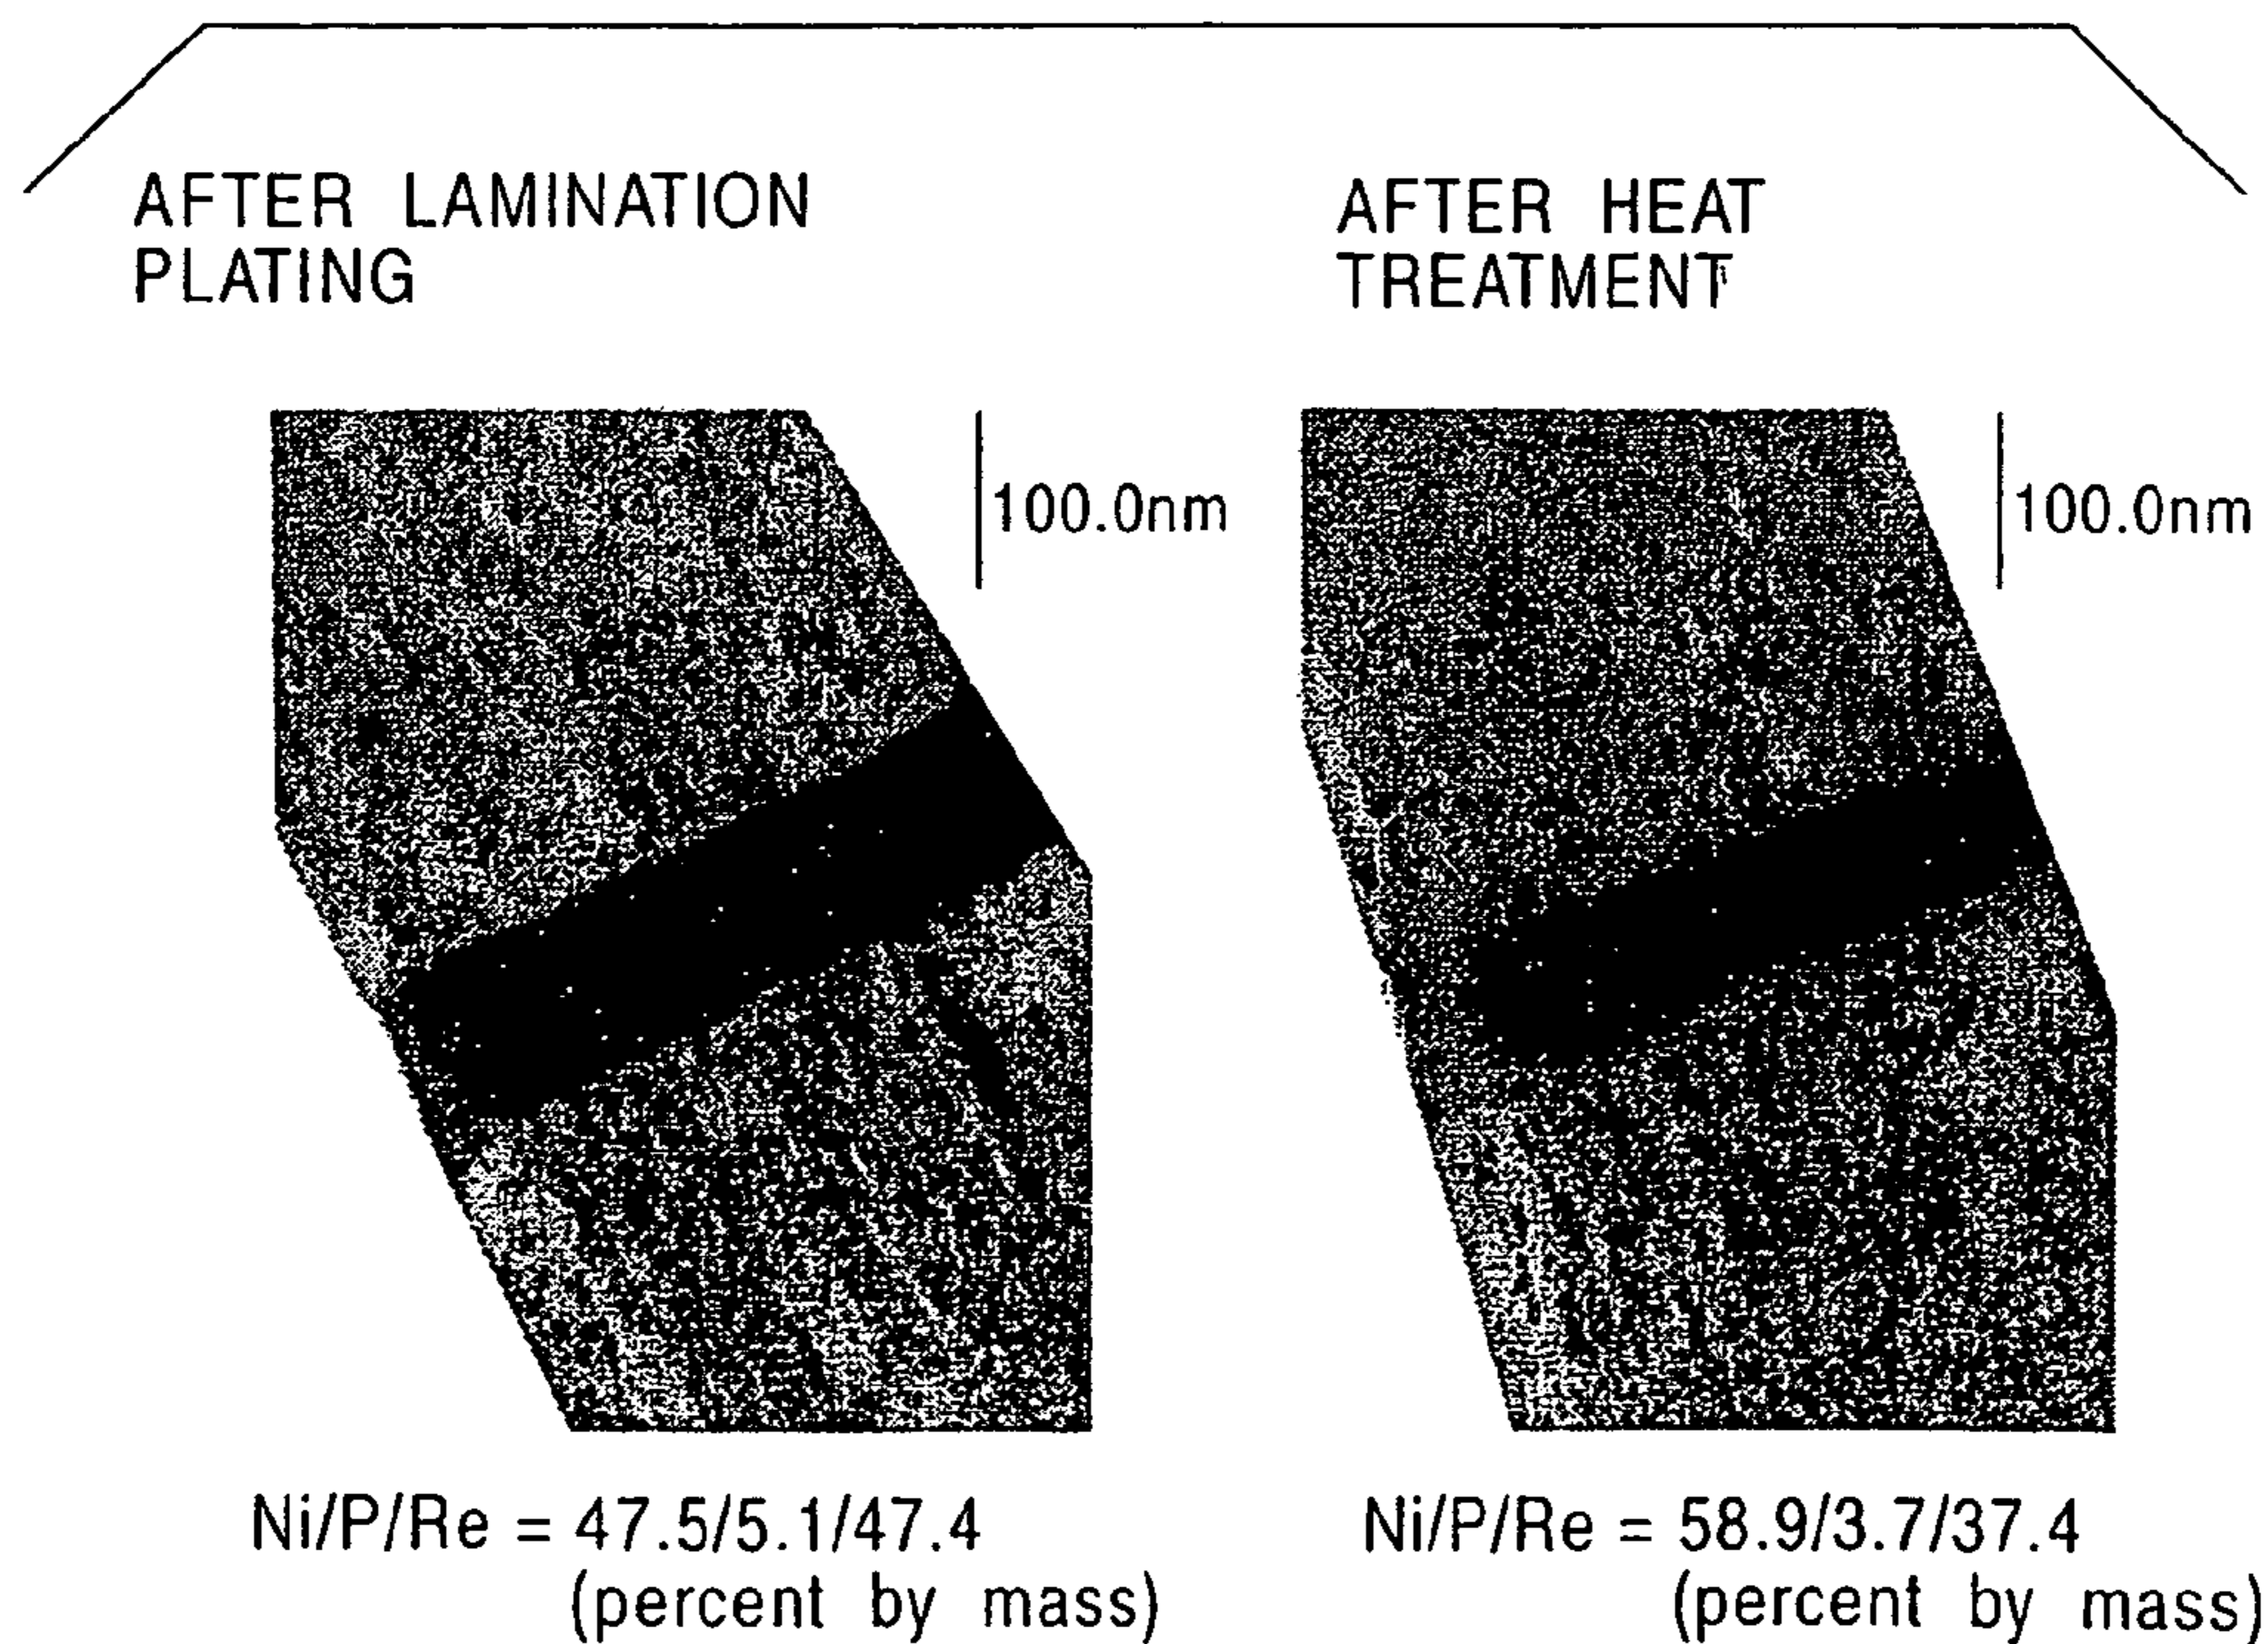 AFTER LAMINATION
PLATING
100.0nm
Ni/P/Re = 47.5/5.1/47.4
(percent by mass)
AFTER HEAT
TREATMENT
100.0nm
Ni/P/Re = 58.9/3.7/37.4
(percent by mass)